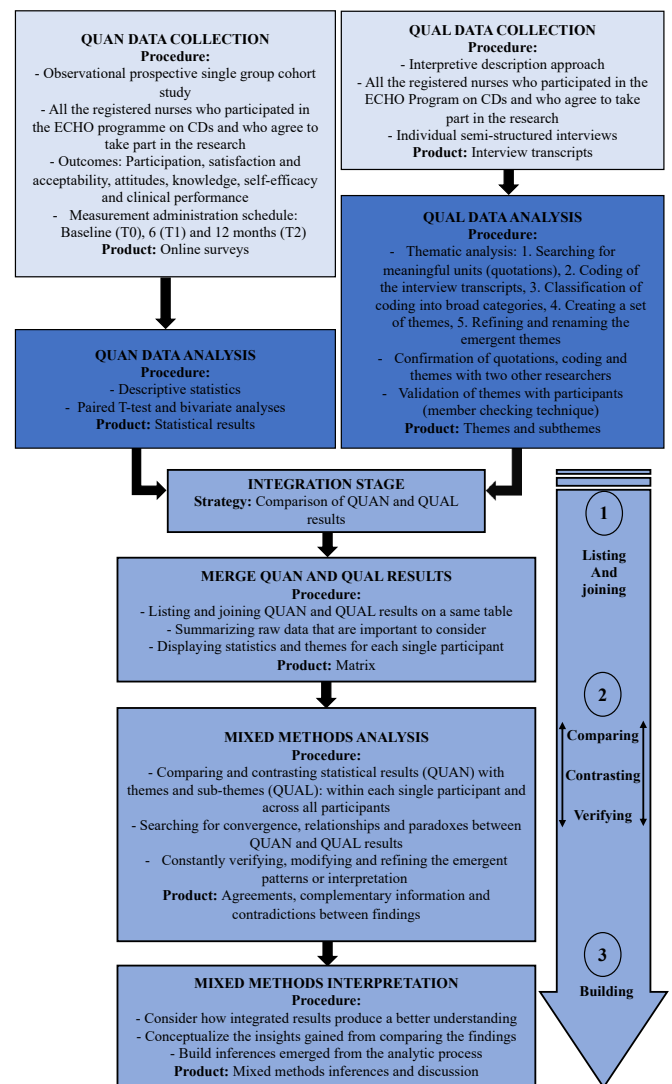 QUAN DATA COLLECTION
Procedure:
- Observational prospective single group cohort
study
- All the registered nurses who participated in
the ECHO programme on CDs and who agree to
take part in the research
- Outcomes: Participation, satisfaction and
acceptability, attitudes, knowledge, self-efficacy
and clinical performance
- Measurement administration schedule:
Baseline (T0), 6 (T1) and 12 months (T2)
Product: Online surveys
QUAL DATA COLLECTION
Procedure:
- Interpretive description approach
- All the registered nurses who participated in the
ECHO Program on CDs and who agree to take
part in the research
- Individual semi-structured interviews
Product: Interview transcripts
QUAN DATA ANALYSIS
Procedure:
- Descriptive statistics
- Paired T-test and bivariate analyses
Product: Statistical results
QUAL DATA ANALYSIS
Procedure:
- Thematic analysis: 1. Searching for
meaningful units (quotations), 2. Coding of
the interview transcripts, 3. Classification of
coding into broad categories, 4. Creating a set
of themes, 5. Refining and renaming the
emergent themes
- Confirmation of quotations, coding and
themes with two other researchers
- Validation of themes with participants
(member checking technique)
Product: Themes and subthemes
INTEGRATION STAGE
Strategy: Comparison of QUAN and QUAL
results
MERGE QUAN AND QUAL RESULTS
Procedure:
- Listing and joining QUAN and QUAL results on a same table
- Summarizing raw data that are important to consider
- Displaying statistics and themes for each single participant
Product: Matrix
MIXED METHODS ANALYSIS
Procedure:
- Comparing and contrasting statistical results (QUAN) with
themes and sub-themes (QUAL): within each single participant and
across all participants
- Searching for convergence, relationships and paradoxes between
QUAN and QUAL results
- Constantly verifying, modifying and refining the emergent
patterns or interpretation
Product: Agreements, complementary information and
contradictions between findings
MIXED METHODS INTERPRETATION
Procedure:
- Consider how integrated results produce a better understanding
- Conceptualize the insights gained from comparing the findings
- Build inferences emerged from the analytic process
Product: Mixed methods inferences and discussion
1
Listing
And
joining
2
Comparing
Contrasting
Verifying
3
Building